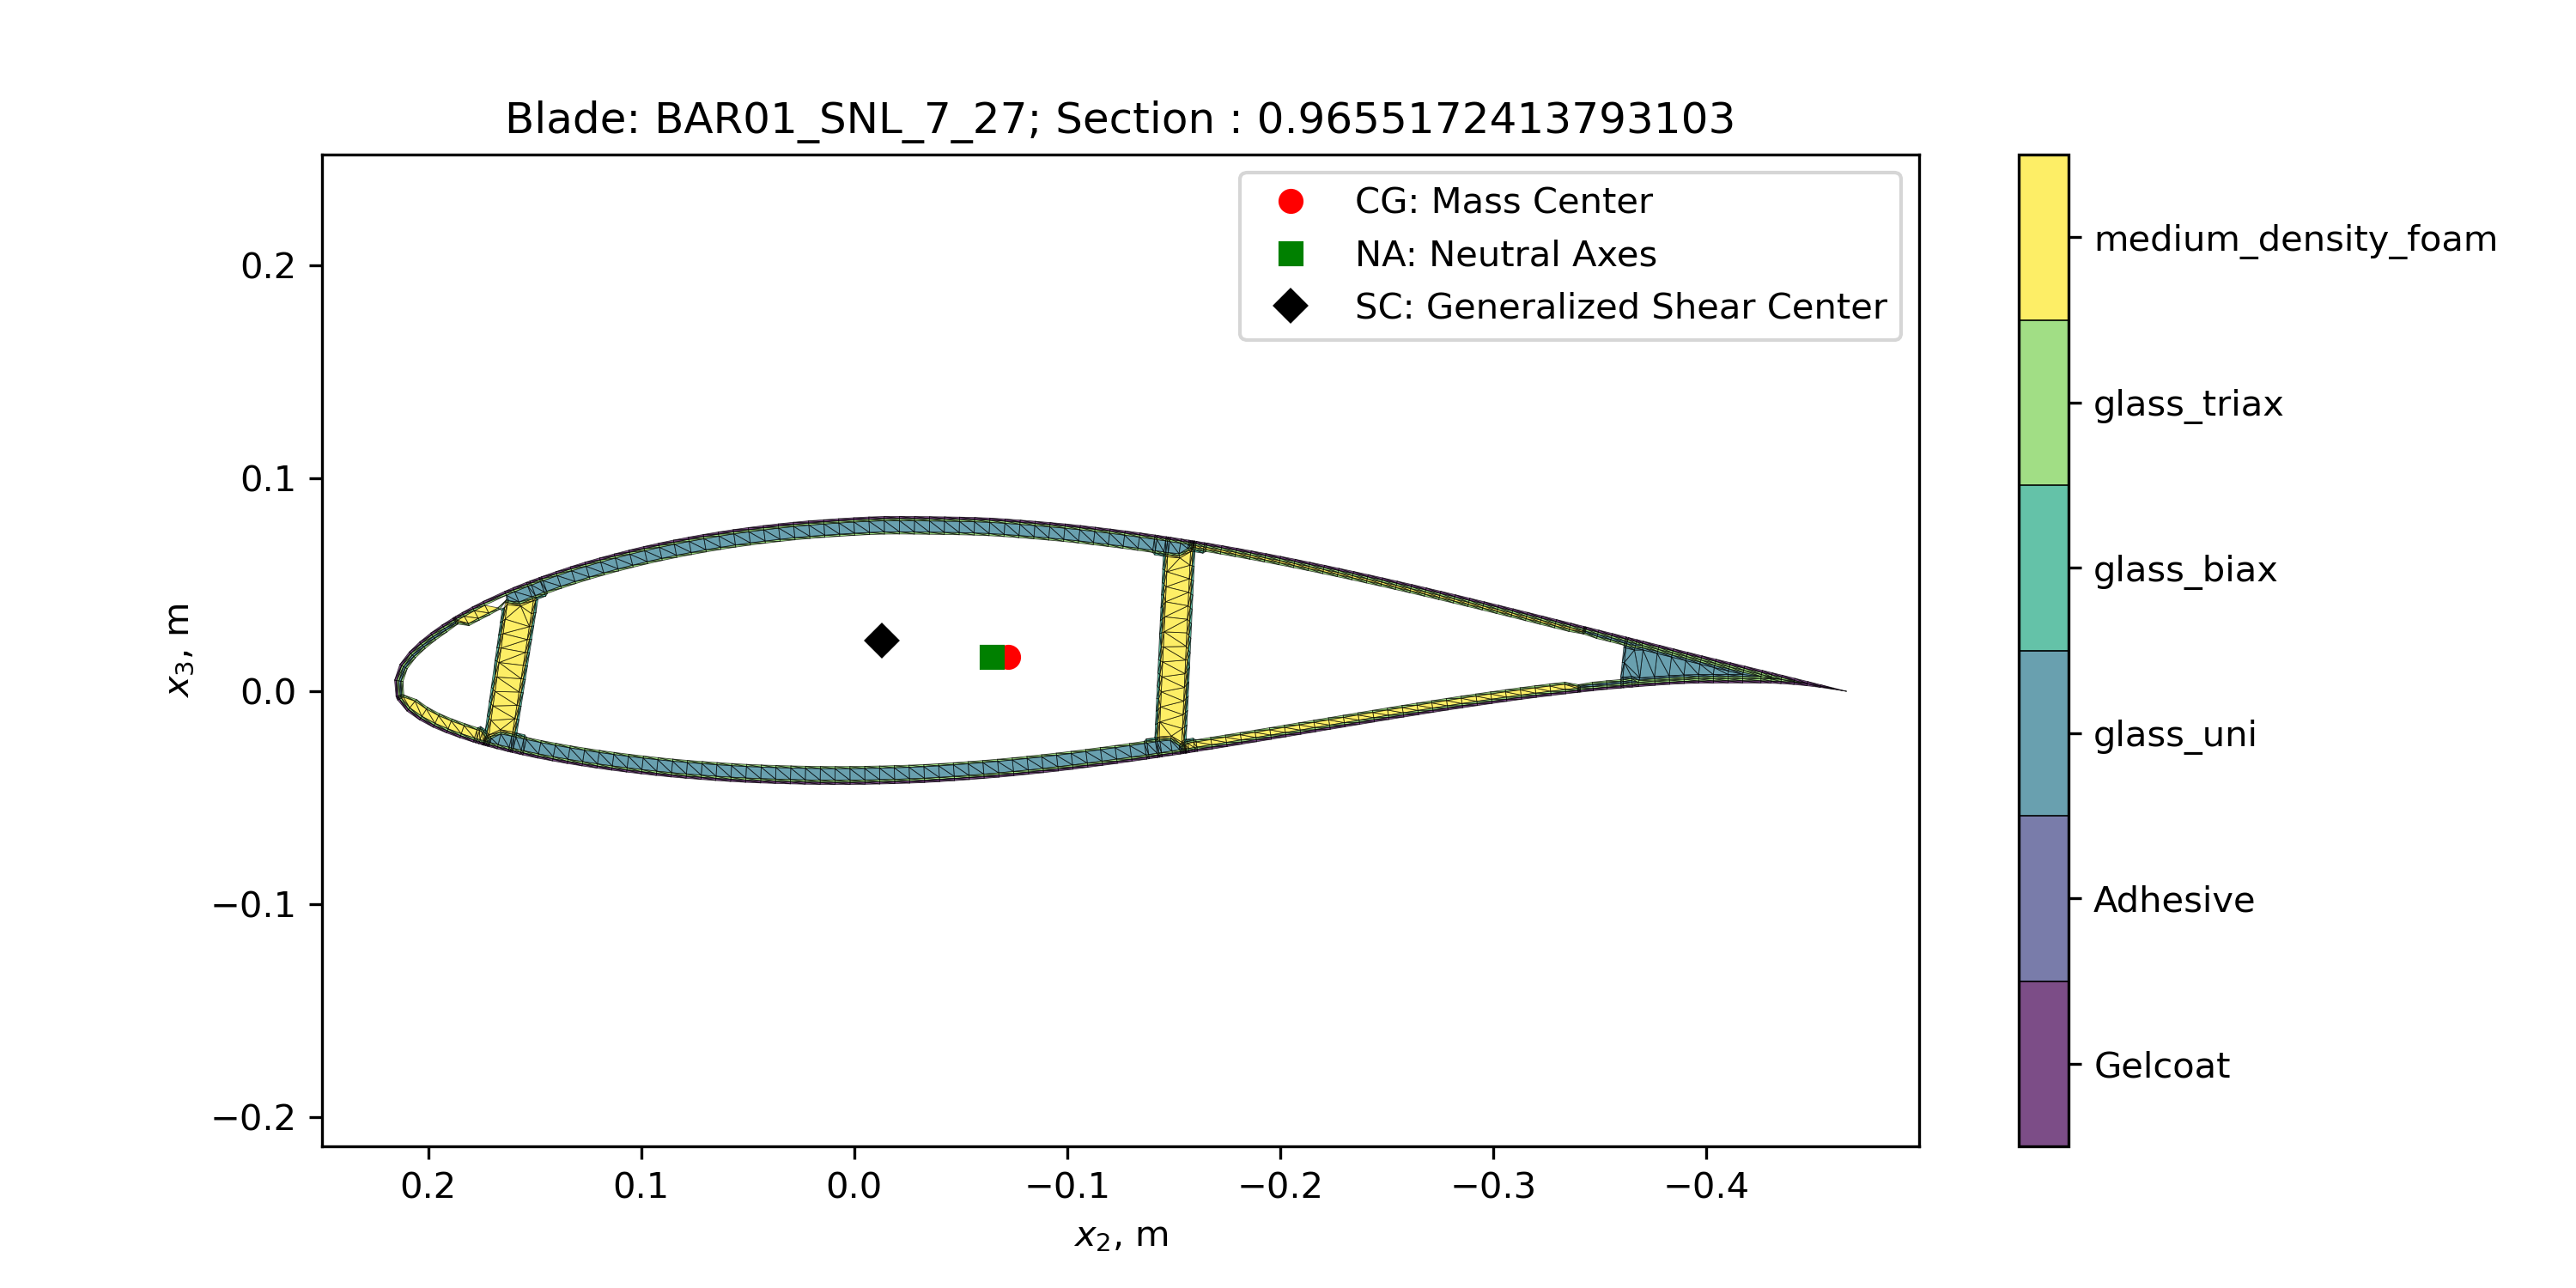 Blade: BAR01_SNL_7_27; Section : 0.9655172413793103
CG: Mass Center
NA: Neutral Axes
SC: Generalized Shear Center
0.2
0.1
0.0
−0.1
−0.2
x₃, m
0.2
0.1
0.0
−0.1
−0.2
−0.3
−0.4
x₂, m
medium_density_foam
glass_triax
glass_biax
glass_uni
Adhesive
Gelcoat